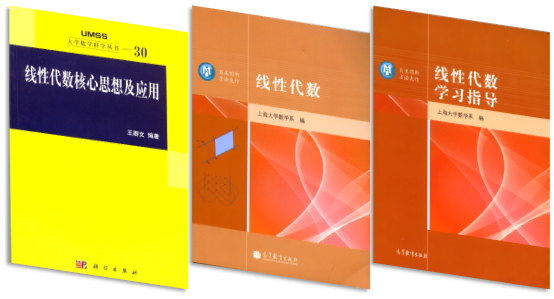 UMSS
大学数学科学丛书 — 30
线性代数核心思想及应用
王卿文 编著
科学出版社
线性代数
上海大学数学系 编
高等教育出版社
线性代数
学习指导
上海大学数学系 编
高等教育出版社